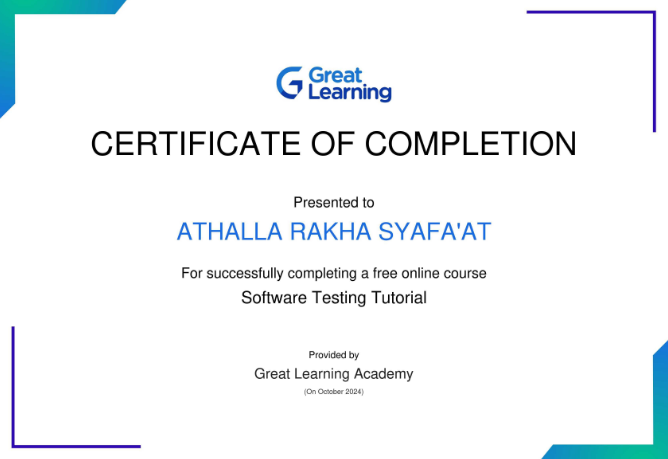 Great
Learning
CERTIFICATE OF COMPLETION
Presented to
ATHALLA RAKHA SYAFA'AT
For successfully completing a free online course
Software Testing Tutorial
Provided by
Great Learning Academy
(On October 2024)